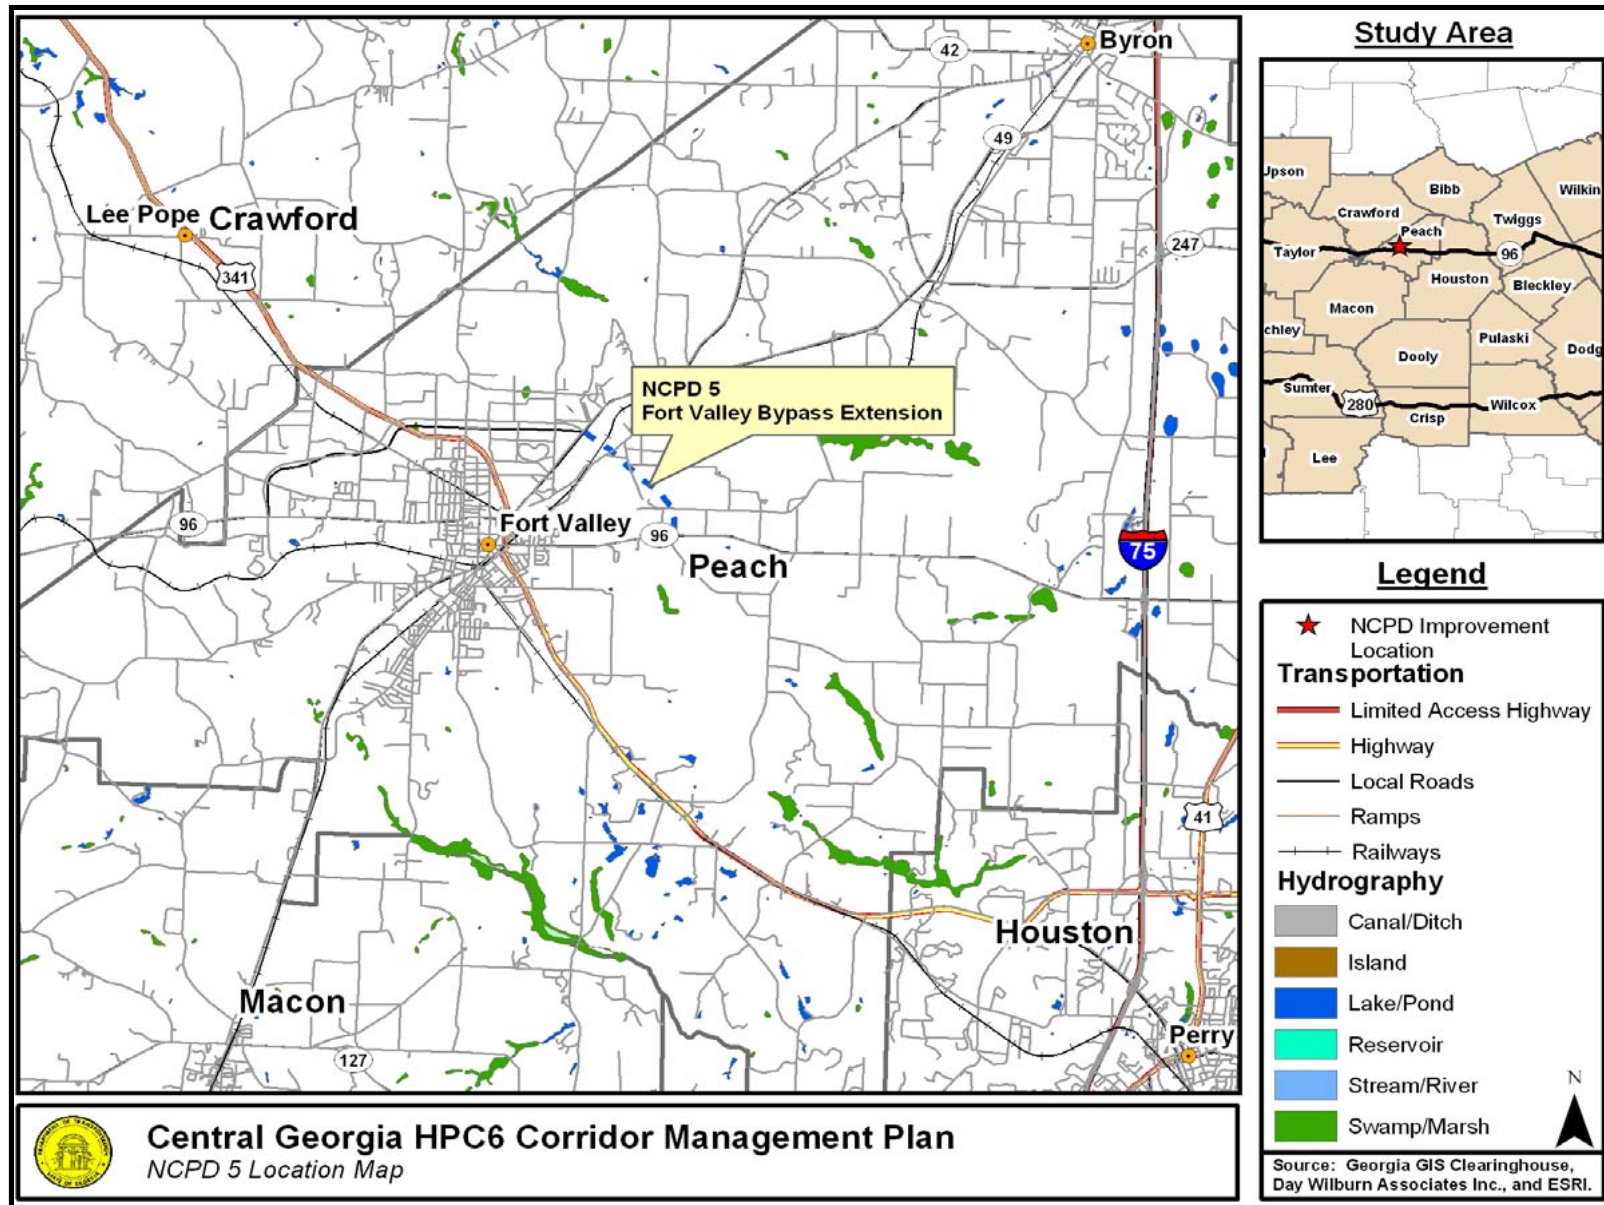 42
Byron
49
Lee Pope
Crawford
341
247
NCPD 5
Fort Valley Bypass Extension
96
Fort Valley
96
Peach
75
41
Houston
Macon
127
Perry
Central Georgia HPC6 Corridor Management Plan
NCPD 5 Location Map
Study Area
Upson
Bibb
Wilkin
Crawford
Twiggs
Peach
Taylor
96
Houston
Bleckley
Macon
chley
Pulaski
Dooly
Dodg
Sumter
280
Wilcox
Crisp
Lee
Legend
NCPD Improvement
Location
Transportation
Limited Access Highway
Highway
Local Roads
Ramps
Railways
Hydrography
Canal/Ditch
Island
Lake/Pond
Reservoir
Stream/River
Swamp/Marsh
N
Source: Georgia GIS Clearinghouse,
Day Wilburn Associates Inc., and ESRI.